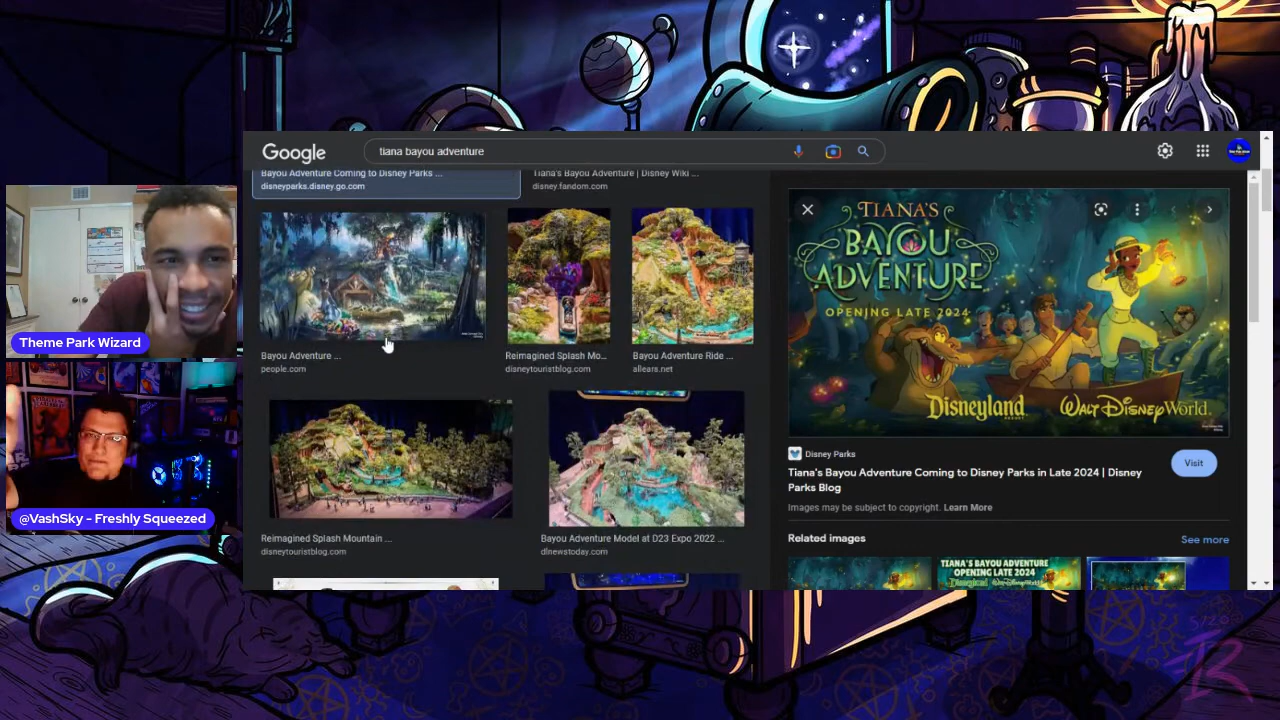 Google
tiana bayou adventure
Bayou Adventure Coming to Disney Parks ...
disneyparks.disney.go.com
Tiana's Bayou Adventure | Disney Wiki ...
disney.fandom.com
Bayou Adventure ...
people.com
Reimagined Splash Mo...
disneytouristblog.com
Bayou Adventure Ride ...
allears.net
Reimagined Splash Mountain ...
disneytouristblog.com
Bayou Adventure Model at D23 Expo 2022 ...
dlnewstoday.com
TIANA'S
BAYOU
ADVENTURE
OPENING LATE 2024
Disneyland
WALT DISNEY WORLD.
Disney Parks
Tiana's Bayou Adventure Coming to Disney Parks in Late 2024 | Disney
Parks Blog
Visit
Images may be subject to copyright. Learn More
Related images
See more
TIANA'S BAYOU ADVENTURE
OPENING LATE 2024
Theme Park Wizard
@VashSky - Freshly Squeezed